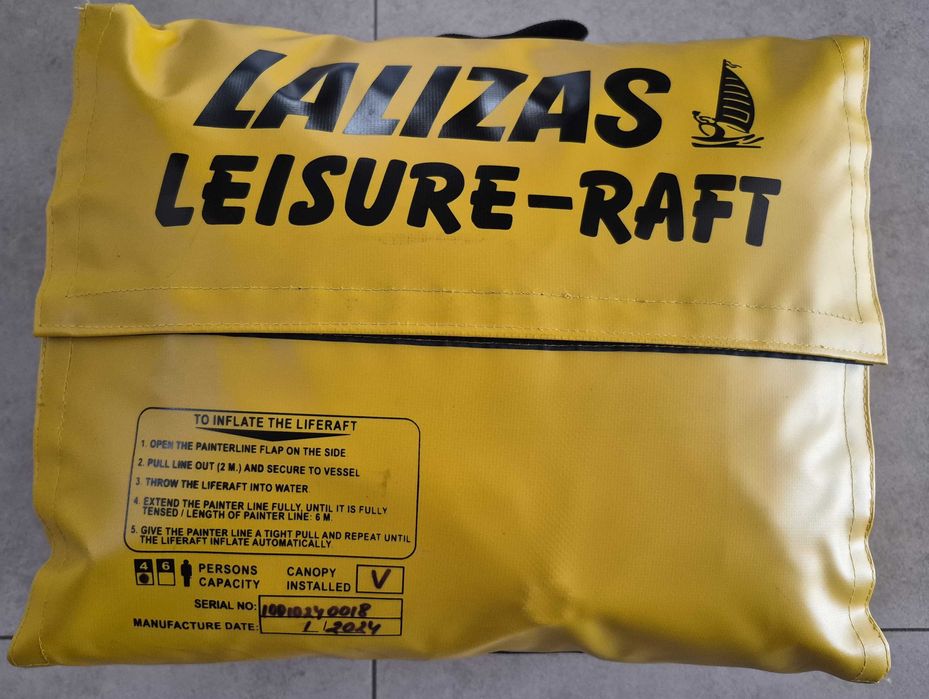 LALIZAS
LEISURE-RAFT
TO INFLATE THE LIFERAFT
1. OPEN THE PAINTERLINE FLAP ON THE SIDE
2. PULL LINE OUT (2 M.) AND SECURE TO VESSEL
3. THROW THE LIFERAFT INTO WATER
4. EXTEND THE PAINTER LINE FULLY, UNTIL IT IS FULLY
TENSED / LENGTH OF PAINTER LINE: 6 M.
5. GIVE THE PAINTER LINE A TIGHT PULL AND REPEAT UNTIL
THE LIFERAFT INFLATE AUTOMATICALLY
4 6 PERSONS CAPACITY
CANOPY INSTALLED V
SERIAL NO: 10010240018
MANUFACTURE DATE: 1/2024